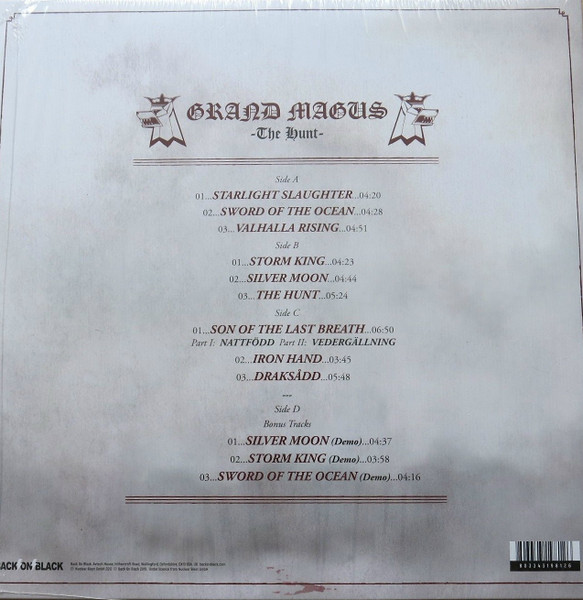 GRAND MAGUS
-The Hunt-
Side A
01...STARLIGHT SLAUGHTER...04:20
02...SWORD OF THE OCEAN...04:28
03...VALHALLA RISING...04:51
Side B
01...STORM KING...04:23
02...SILVER MOON...04:44
03...THE HUNT...05:24
Side C
01...SON OF THE LAST BREATH...06:50
Part I: NATTFÖDD Part II: VEDERGÄLLNING
02...IRON HAND...03:45
03...DRAKSÅDD...05:48
---
Side D
Bonus Tracks
01...SILVER MOON (Demo)...04:37
02...STORM KING (Demo)...03:58
03...SWORD OF THE OCEAN (Demo)...04:16
BACK ON BLACK